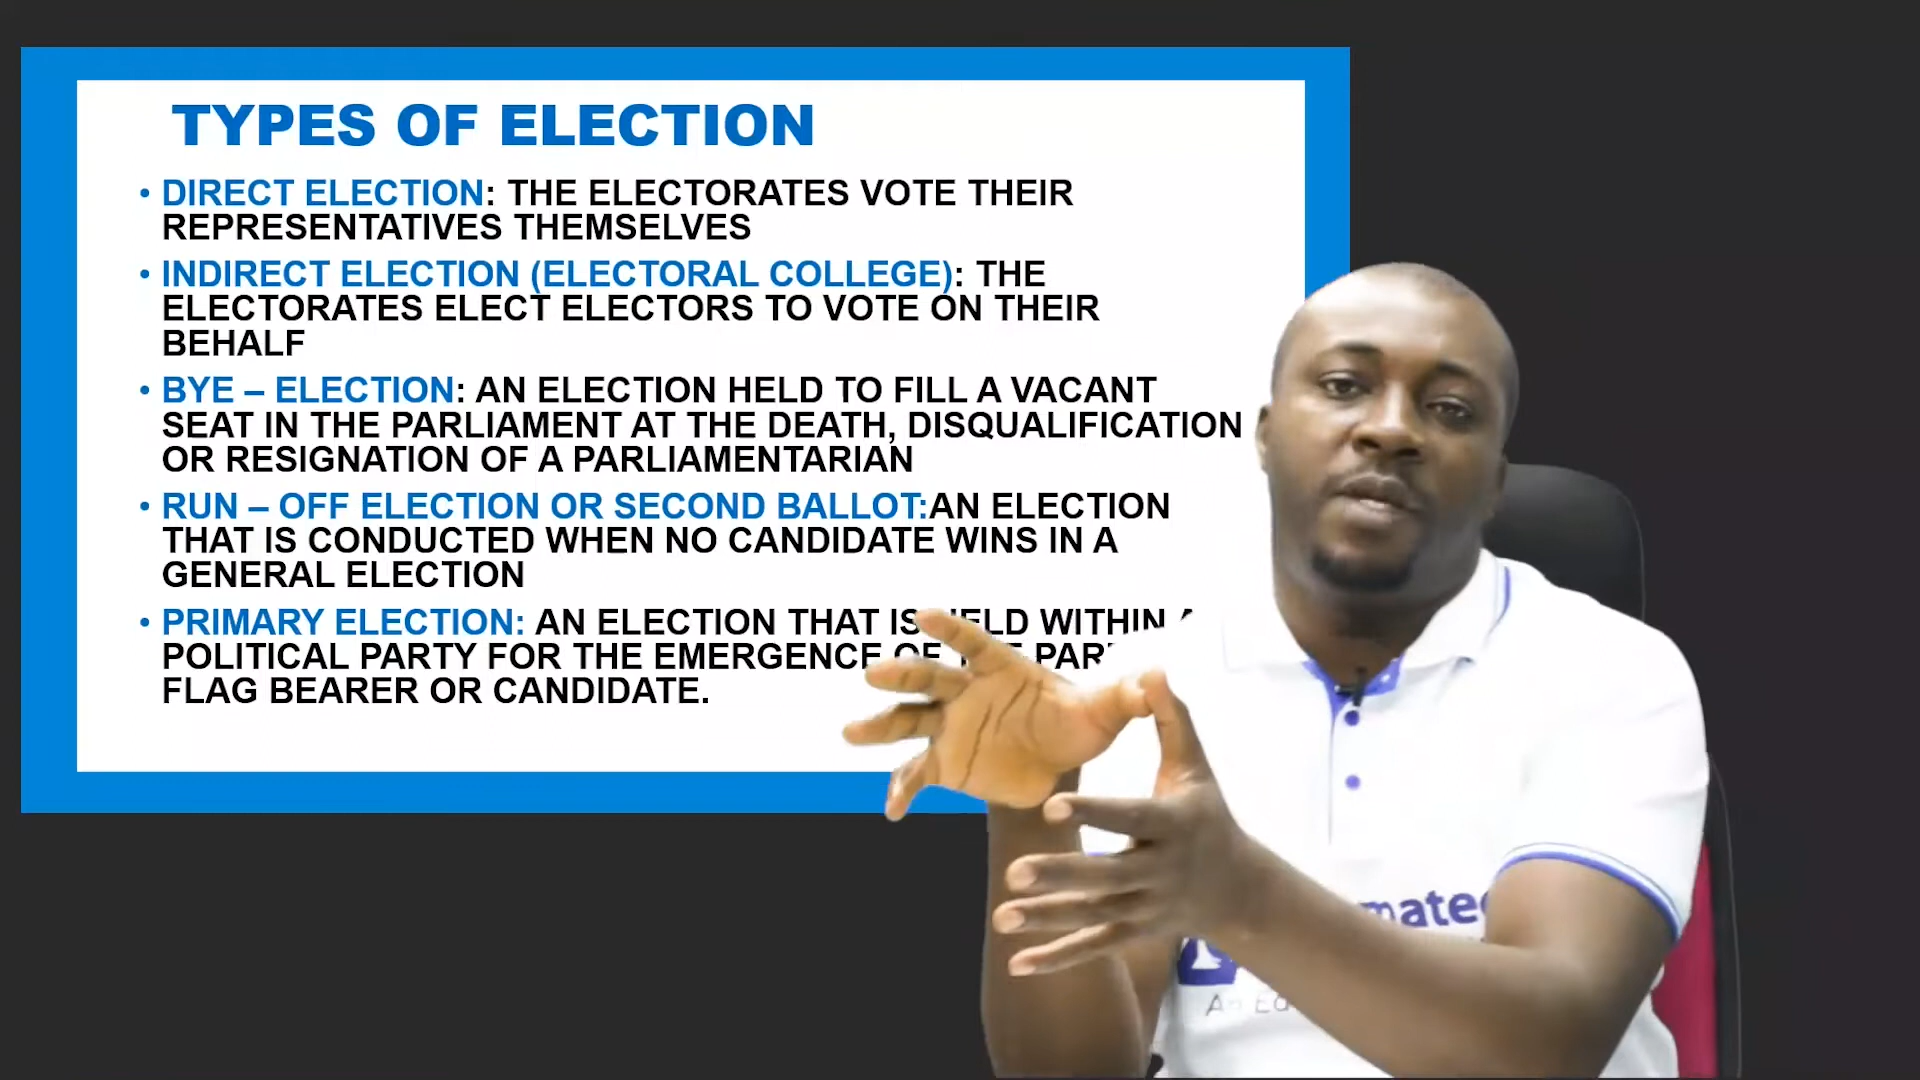 TYPES OF ELECTION
• DIRECT ELECTION: THE ELECTORATES VOTE THEIR
REPRESENTATIVES THEMSELVES
• INDIRECT ELECTION (ELECTORAL COLLEGE): THE
ELECTORATES ELECT ELECTORS TO VOTE ON THEIR
BEHALF
• BYE – ELECTION: AN ELECTION HELD TO FILL A VACANT
SEAT IN THE PARLIAMENT AT THE DEATH, DISQUALIFICATION
OR RESIGNATION OF A PARLIAMENTARIAN
• RUN – OFF ELECTION OR SECOND BALLOT:AN ELECTION
THAT IS CONDUCTED WHEN NO CANDIDATE WINS IN A
GENERAL ELECTION
• PRIMARY ELECTION: AN ELECTION THAT IS WITHIN
POLITICAL PARTY FOR THE EMERGENCE OF
FLAG BEARER OR CANDIDATE.